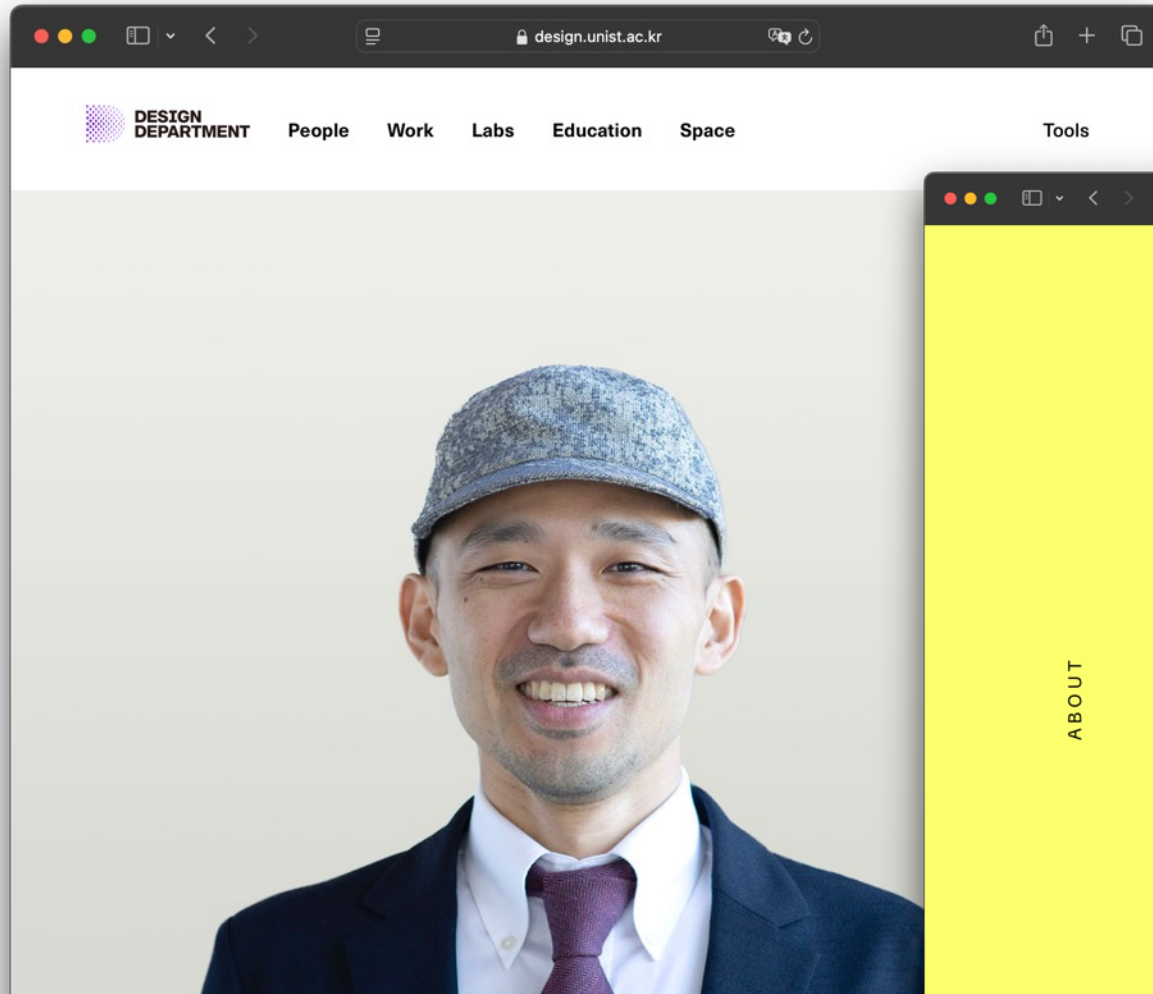 design.unist.ac.kr
DESIGN
DEPARTMENT
People Work Labs Education Space Tools
ABOUT